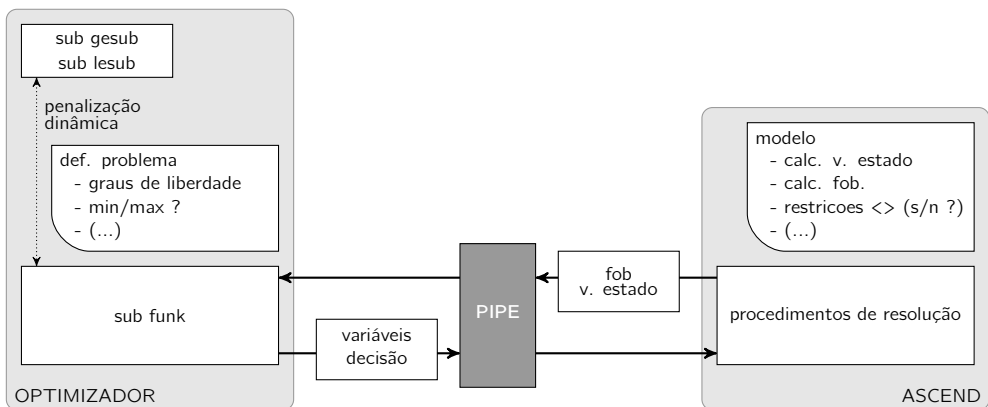 sub gesub
sub lesub
penalização
dinâmica
def. problema
- graus de liberdade
- min/max ?
- (...)
sub funk
OPTIMIZADOR
variáveis
decisão
PIPE
fob
v. estado
modelo
- calc. v. estado
- calc. fob.
- restricoes <> (s/n ?)
- (...)
procedimentos de resolução
ASCEND